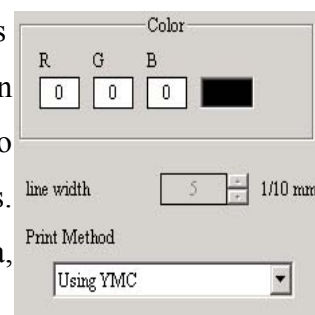 Color
R G B
0 0 0
line width 5 1/10 mm
Print Method
Using YMC